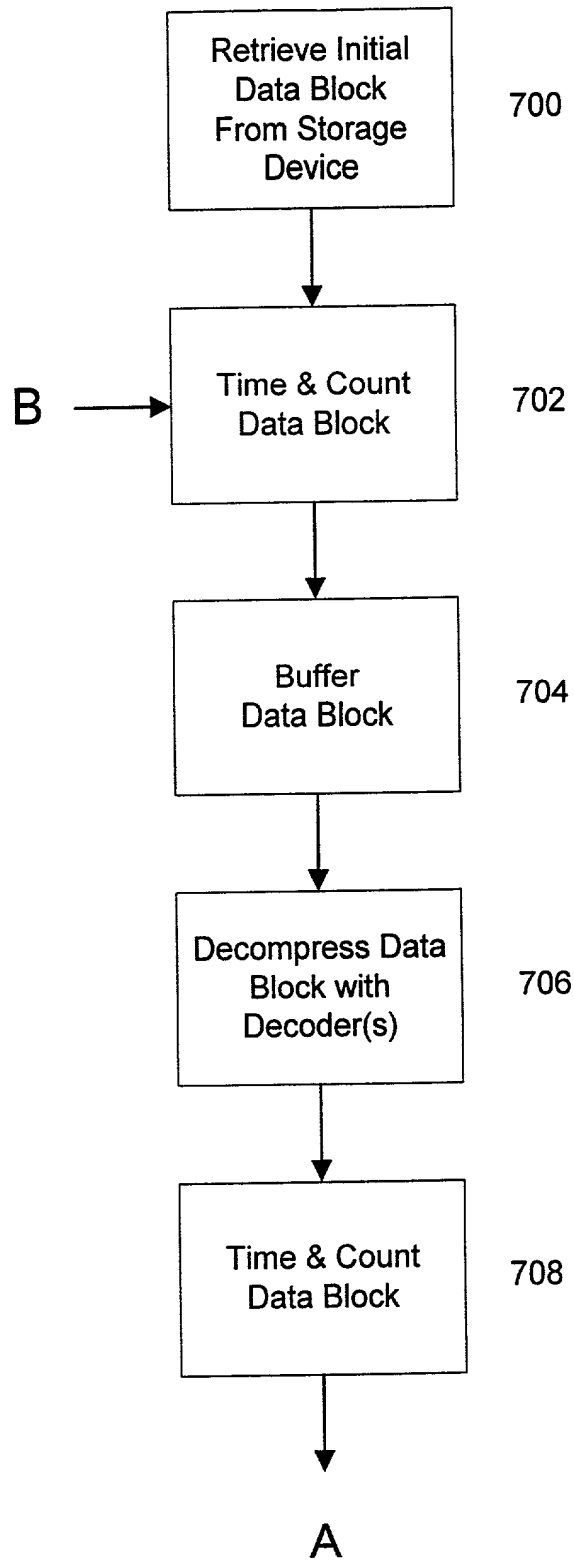 Retrieve Initial
Data Block
From Storage
Device
700
B
Time & Count
Data Block
702
Buffer
Data Block
704
Decompress Data
Block with
Decoder(s)
706
Time & Count
Data Block
708
A